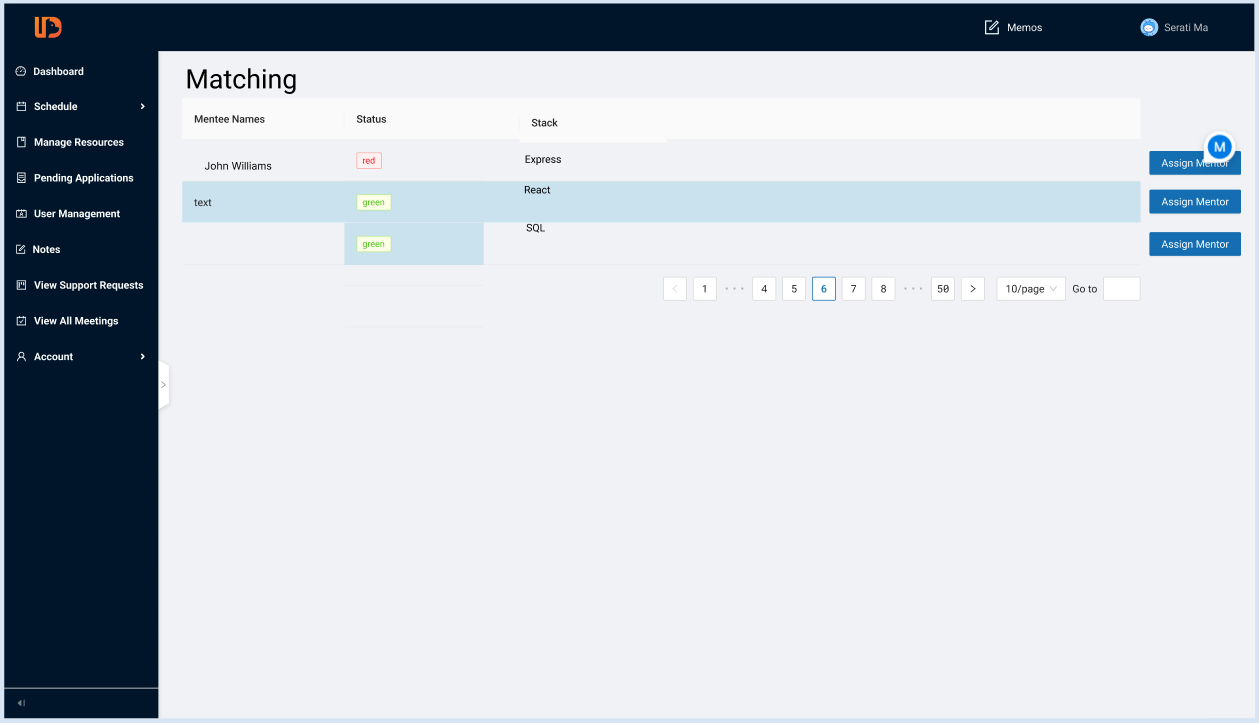 Memos
Serati Ma
Dashboard
Schedule
Manage Resources
Pending Applications
User Management
Notes
View Support Requests
View All Meetings
Account
Matching
Mentee Names Status Stack
John Williams red Express Assign Mentor
M
text green React Assign Mentor
green SQL Assign Mentor
< 1 ••• 4 5 6 7 8 ••• 50 > 10/page Go to